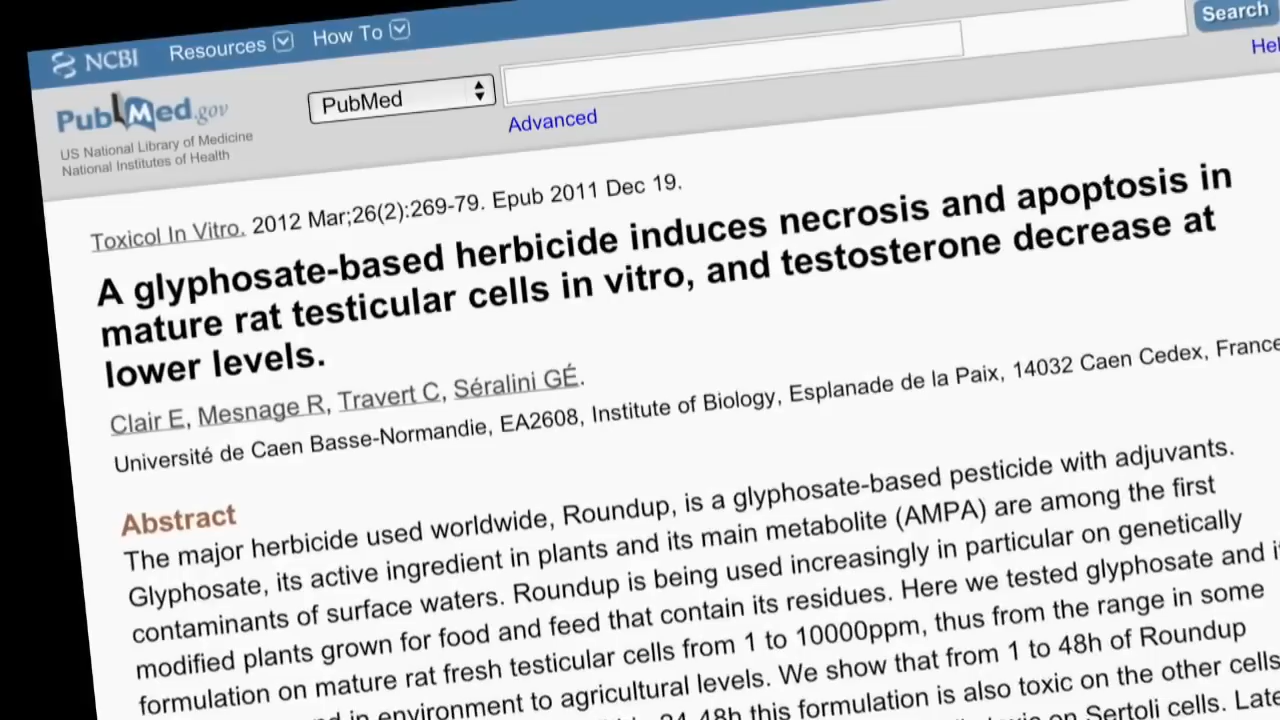 NCBI Resources How To
Search
PubMed.gov
PubMed
Hel
Advanced
US National Library of Medicine
National Institutes of Health
Toxicol In Vitro. 2012 Mar;26(2):269-79. Epub 2011 Dec 19.
A glyphosate-based herbicide induces necrosis and apoptosis in
mature rat testicular cells in vitro, and testosterone decrease at
lower levels.
Clair E, Mesnage R, Travert C, Séralini GÉ.
Université de Caen Basse-Normandie, EA2608, Institute of Biology, Esplanade de la Paix, 14032 Caen Cedex, France
Abstract
The major herbicide used worldwide, Roundup, is a glyphosate-based pesticide with adjuvants.
Glyphosate, its active ingredient in plants and its main metabolite (AMPA) are among the first
contaminants of surface waters. Roundup is being used increasingly in particular on genetically
modified plants grown for food and feed that contain its residues. Here we tested glyphosate and i
formulation on mature rat fresh testicular cells from 1 to 10000ppm, thus from the range in some
in environment to agricultural levels. We show that from 1 to 48h of Roundup
24-48h this formulation is also toxic on the other cells
on Sertoli cells. Late